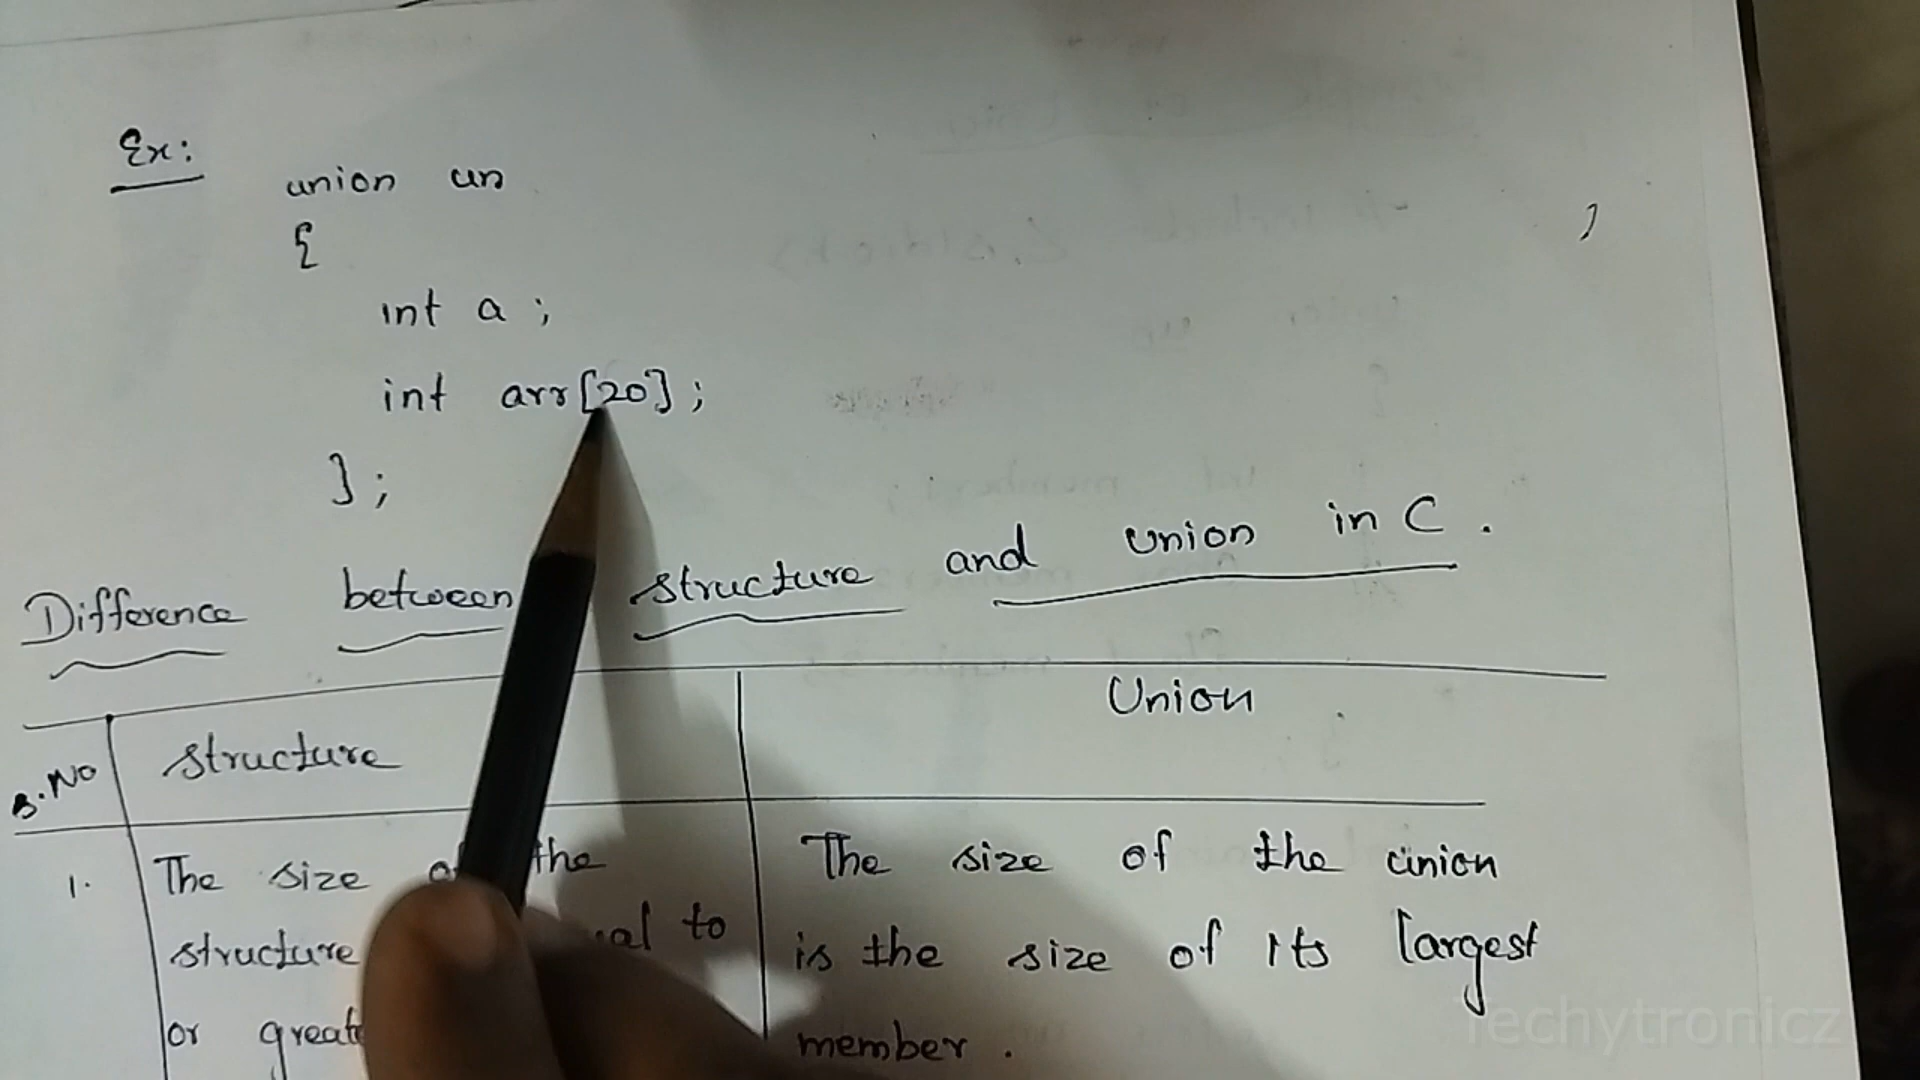 Ex:
union un
{
int a ;
int arr[20];
};
Difference between structure and union in C.
S.No structure Union
1. The size of the The size of the union
structure to is the size of its largest
or member.
Techytronicz